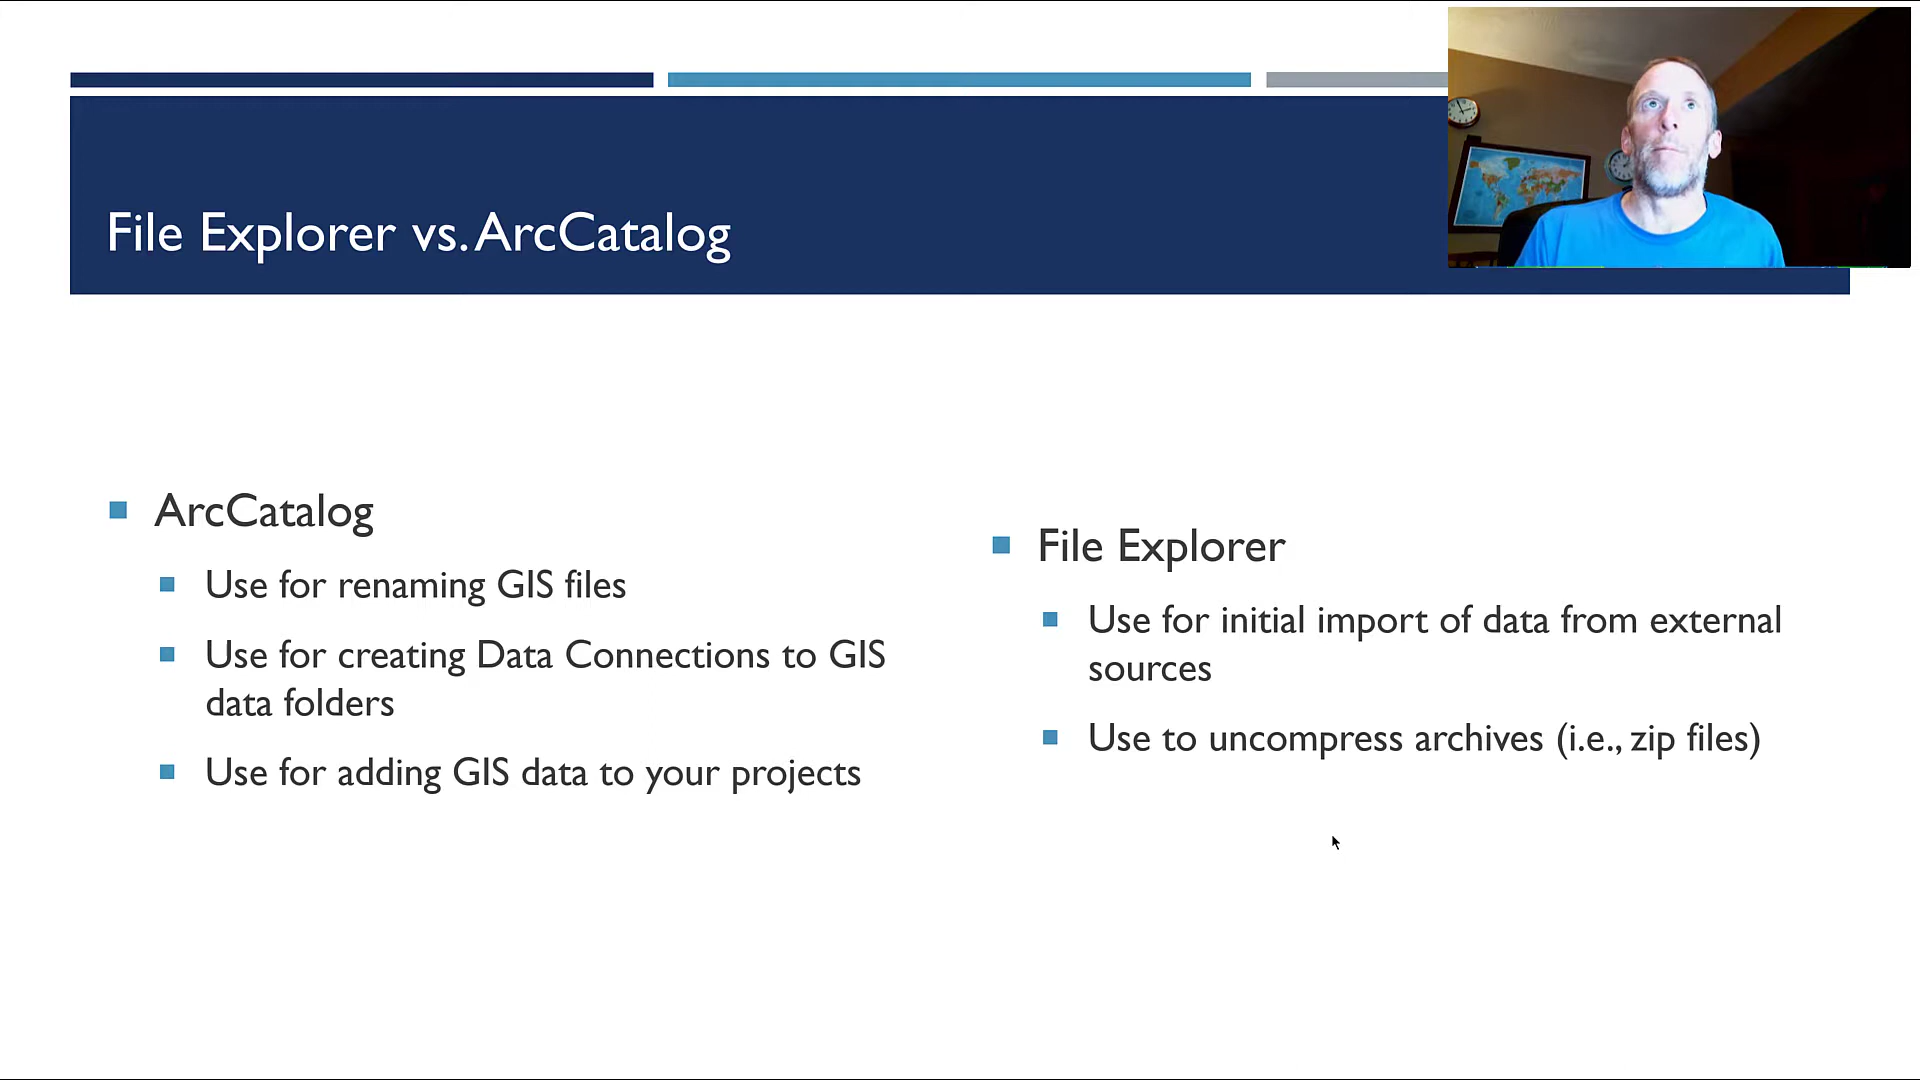 File Explorer vs. ArcCatalog
ArcCatalog
Use for renaming GIS files
Use for creating Data Connections to GIS
data folders
Use for adding GIS data to your projects
File Explorer
Use for initial import of data from external
sources
Use to uncompress archives (i.e., zip files)